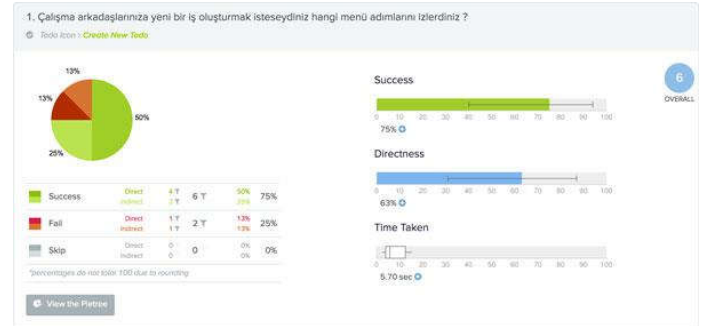 1. Çalışma arkadaşlarınıza yeni bir iş oluşturmak isteseydiniz hangi menü adımlarını izlerdiniz ?
Todo Icon › Create New Todo
13%
13%
50%
25%
Success Direct 4 50% 6 75%
Indirect 2 25%
Fail Direct 1 13% 2 25%
Indirect 1 13%
Skip Direct 0 0% 0 0%
Indirect 0 0%
*percentages do not total 100 due to rounding
View the Pietree
Success
0 10 20 30 40 50 60 70 80 90 100
75%
Directness
0 10 20 30 40 50 60 70 80 90 100
63%
Time Taken
0 10 20 30 40 50 60 70 80 90 100
5.70 sec
6
OVERALL